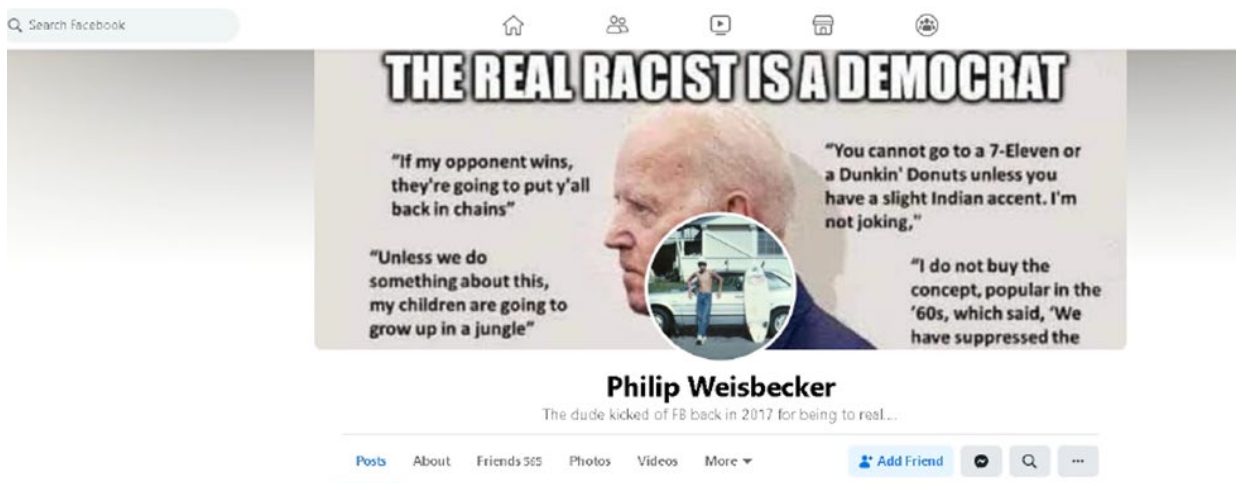 Search Facebook
THE REAL RACIST IS A DEMOCRAT
"If my opponent wins,
they're going to put y'all
back in chains"
"Unless we do
something about this,
my children are going to
grow up in a jungle"
"You cannot go to a 7-Eleven or
a Dunkin' Donuts unless you
have a slight Indian accent. I'm
not joking,"
"I do not buy the
concept, popular in the
'60s, which said, 'We
have suppressed the
Philip Weisbecker
The dude kicked of FB back in 2017 for being to real....
Posts About Friends 565 Photos Videos More Add Friend ...